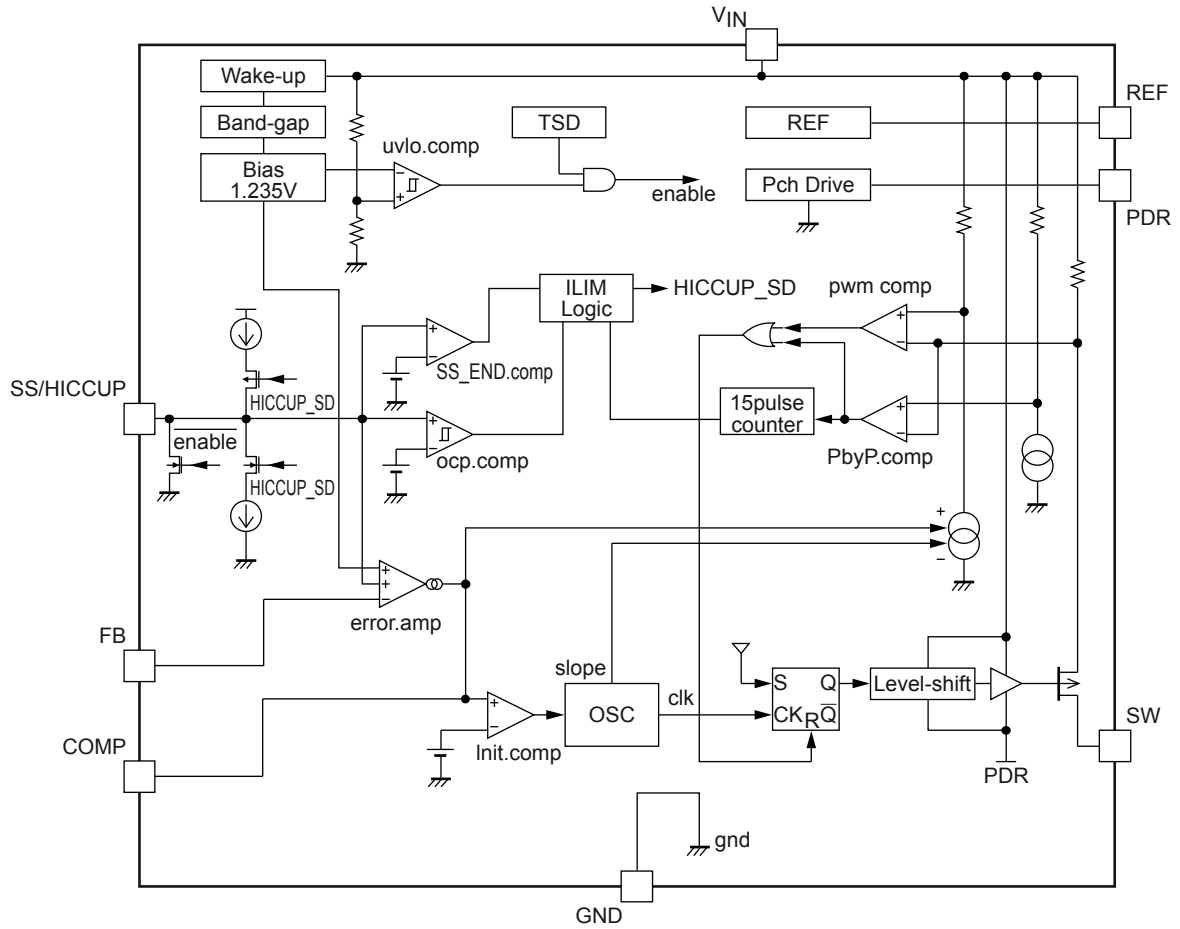 VIN
Wake-up
Band-gap
Bias
1.235V
uvlo.comp
TSD
enable
REF
REF
Pch Drive
PDR
ILIM
Logic
HICCUP_SD
pwm comp
SS_END.comp
SS/HICCUP
HICCUP_SD
enable
HICCUP_SD
ocp.comp
15pulse
counter
PbyP.comp
error.amp
FB
slope
OSC
clk
S Q
CK R Q
Level-shift
SW
COMP
Init.comp
PDR
gnd
GND